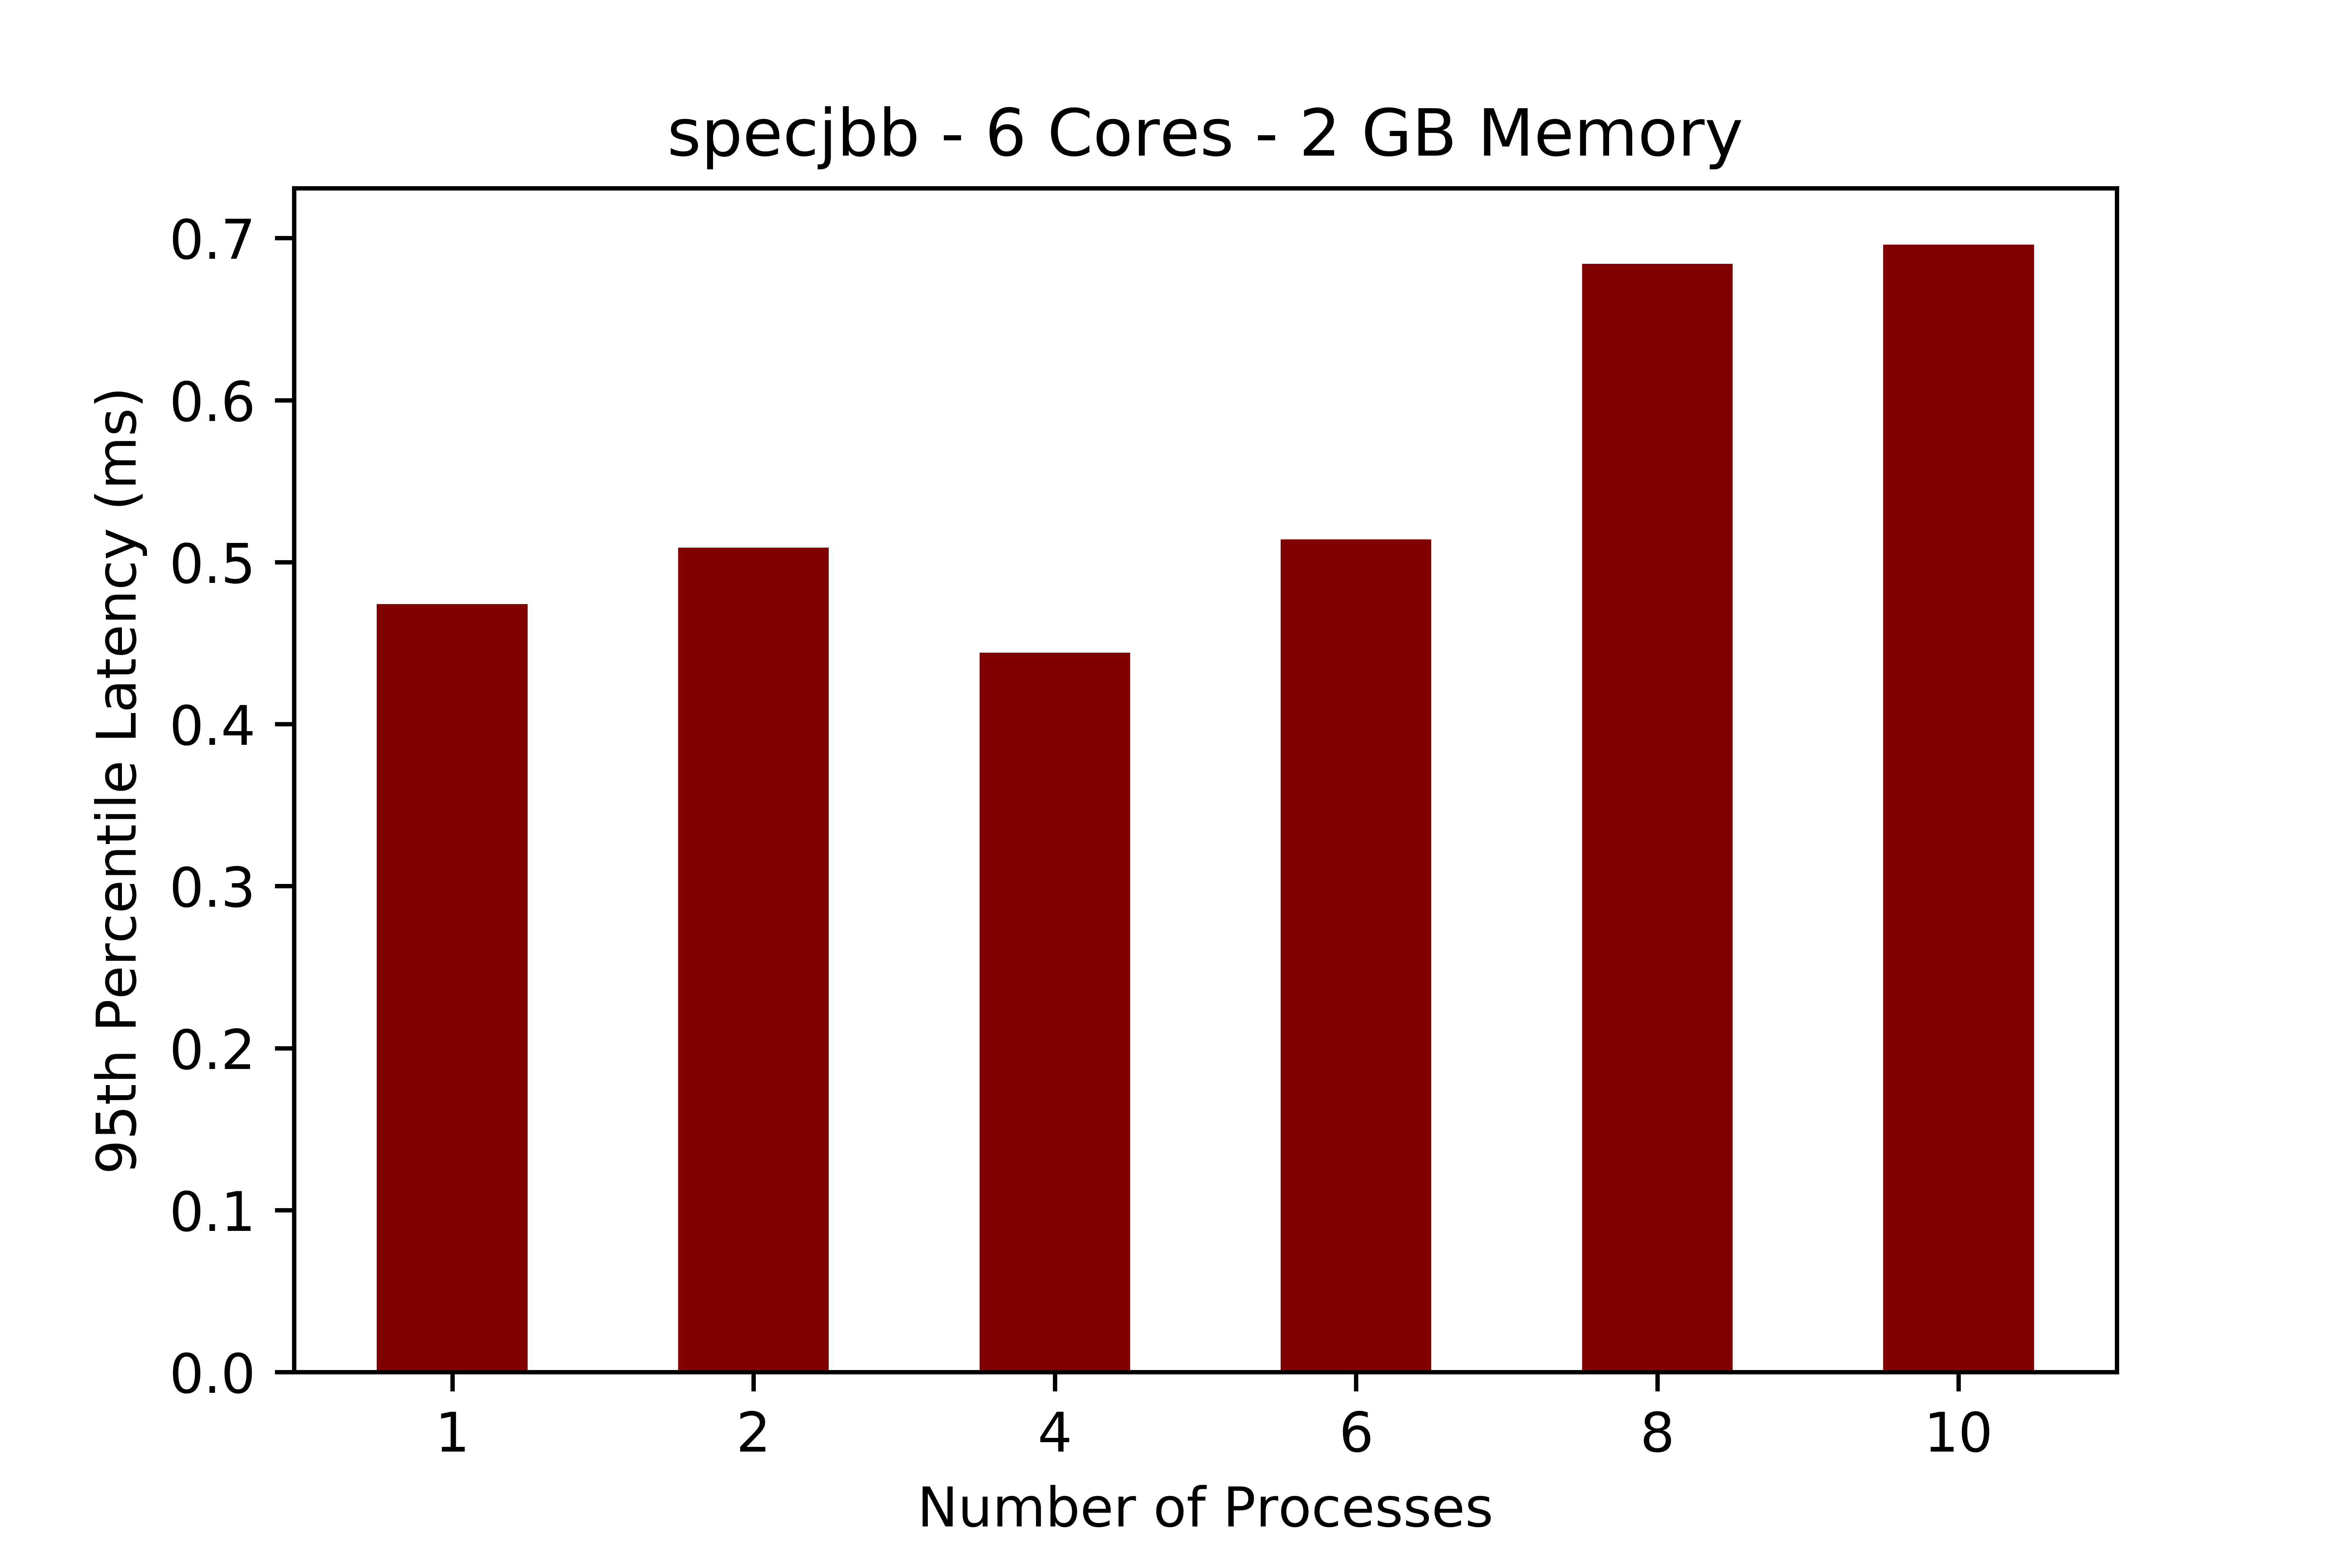 specjbb - 6 Cores - 2 GB Memory
95th Percentile Latency (ms)
0.7
0.6
0.5
0.4
0.3
0.2
0.1
0.0
1 2 4 6 8 10
Number of Processes